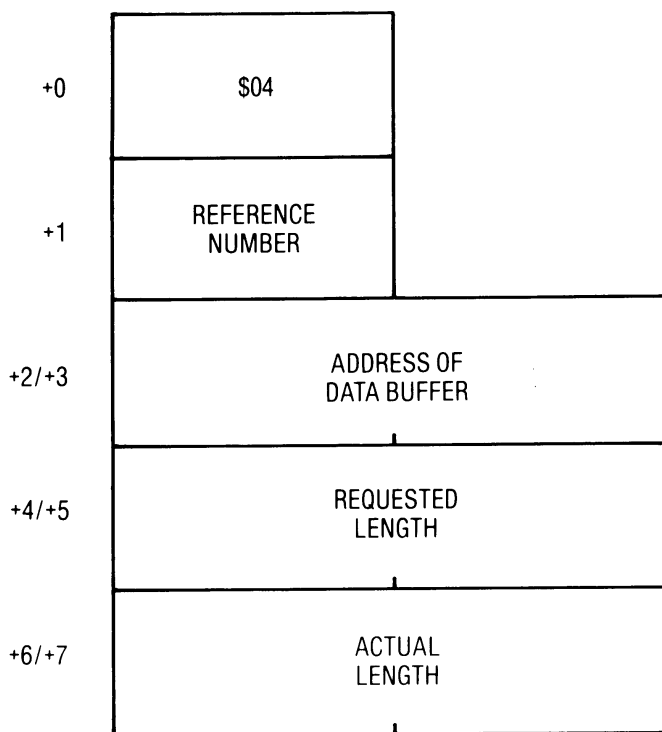 +0
$04
+1
REFERENCE
NUMBER
+2/+3
ADDRESS OF
DATA BUFFER
+4/+5
REQUESTED
LENGTH
+6/+7
ACTUAL
LENGTH